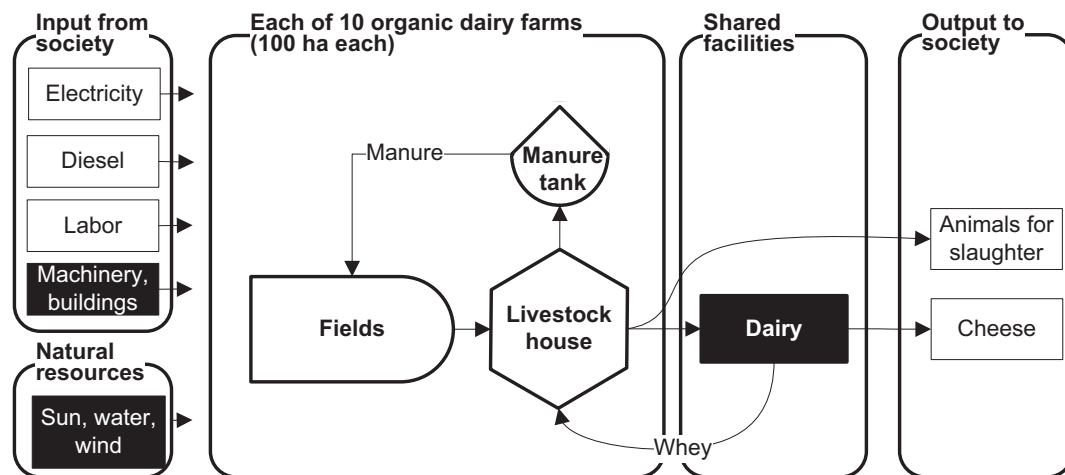 Input from
society
Electricity
Diesel
Labor
Machinery,
buildings
Natural
resources
Sun, water,
wind
Each of 10 organic dairy farms
(100 ha each)
Manure
Manure
tank
Fields
Livestock
house
Whey
Shared
facilities
Dairy
Output to
society
Animals for
slaughter
Cheese